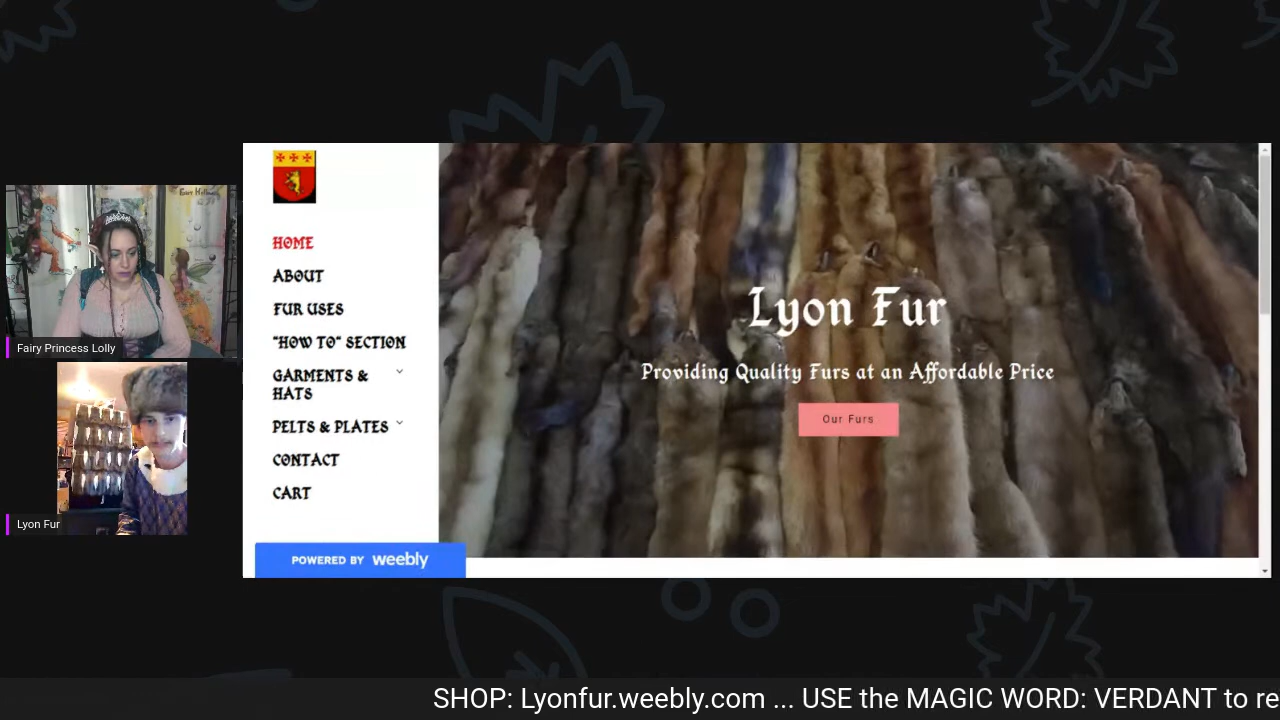 Fairy Princess Lolly
Lyon Fur
HOME
ABOUT
FUR USES
"HOW TO" SECTION
GARMENTS &
HATS
PELTS & PLATES
CONTACT
CART
POWERED BY weebly
Lyon Fur
Providing Quality Furs at an Affordable Price
Our Furs
SHOP: Lyonfur.weebly.com ... USE the MAGIC WORD: VERDANT to re